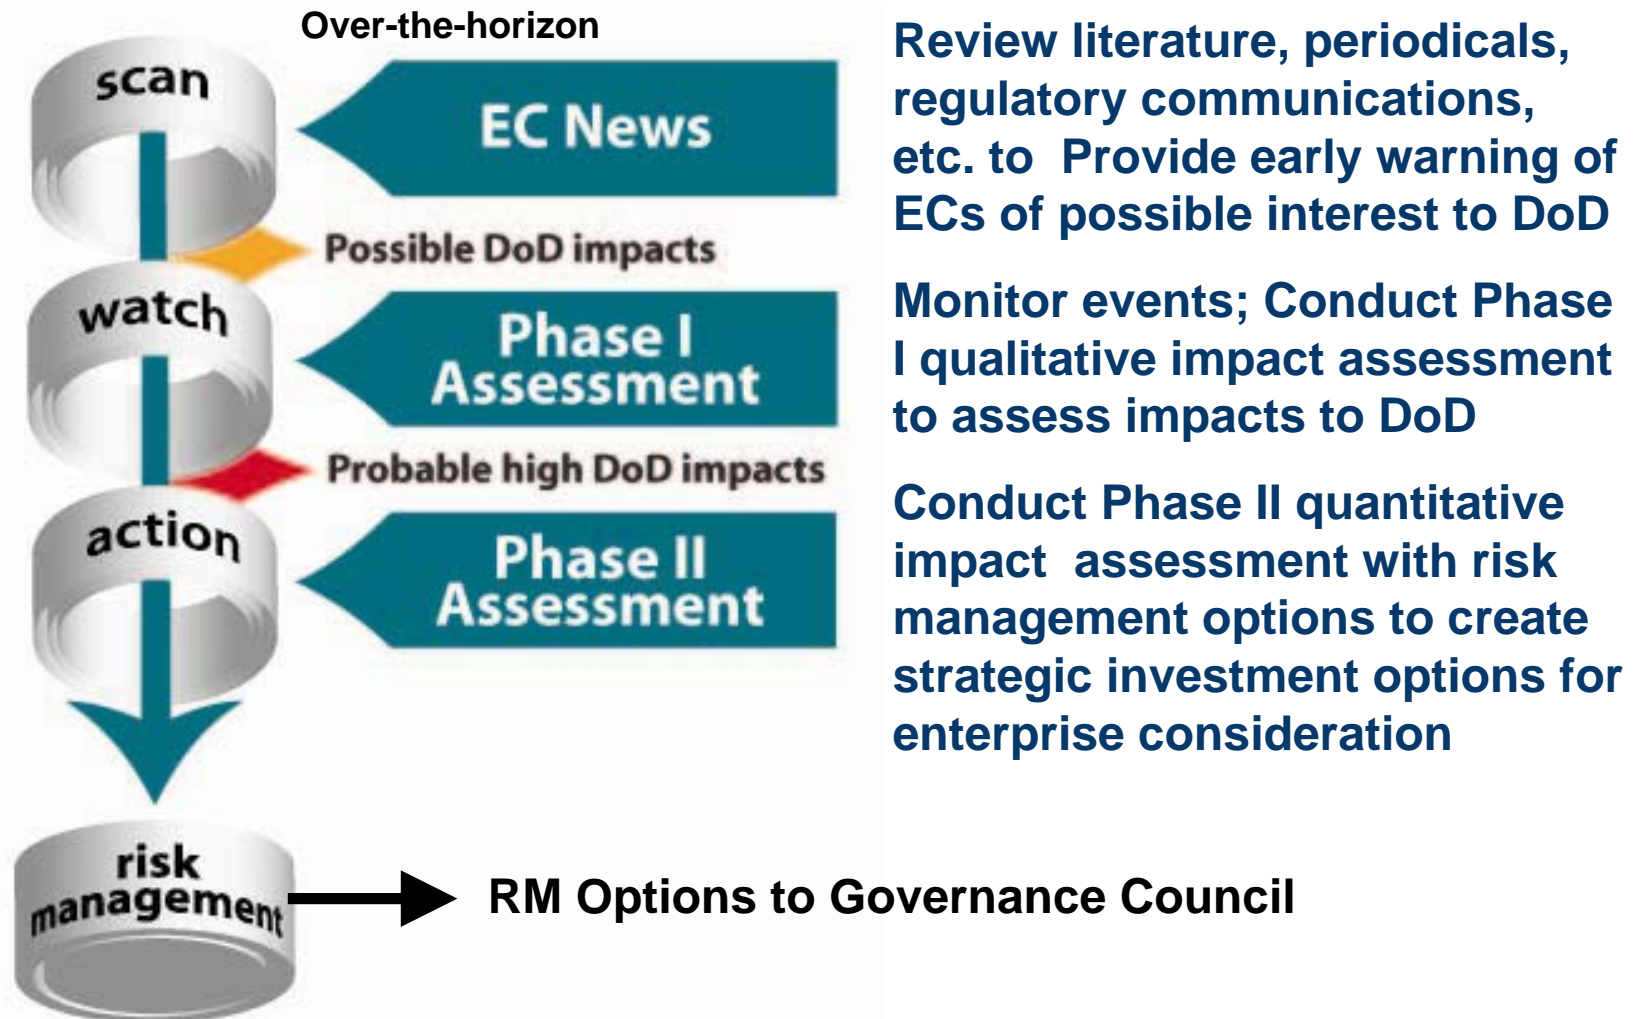 Over-the-horizon
scan
EC News
Review literature, periodicals,
regulatory communications,
etc. to  Provide early warning of
ECs of possible interest to DoD
Possible DoD impacts
watch
Phase I
Assessment
Monitor events; Conduct Phase
I qualitative impact assessment
to assess impacts to DoD
Probable high DoD impacts
action
Phase II
Assessment
Conduct Phase II quantitative
impact  assessment with risk
management options to create
strategic investment options for
enterprise consideration
risk
management
RM Options to Governance Council